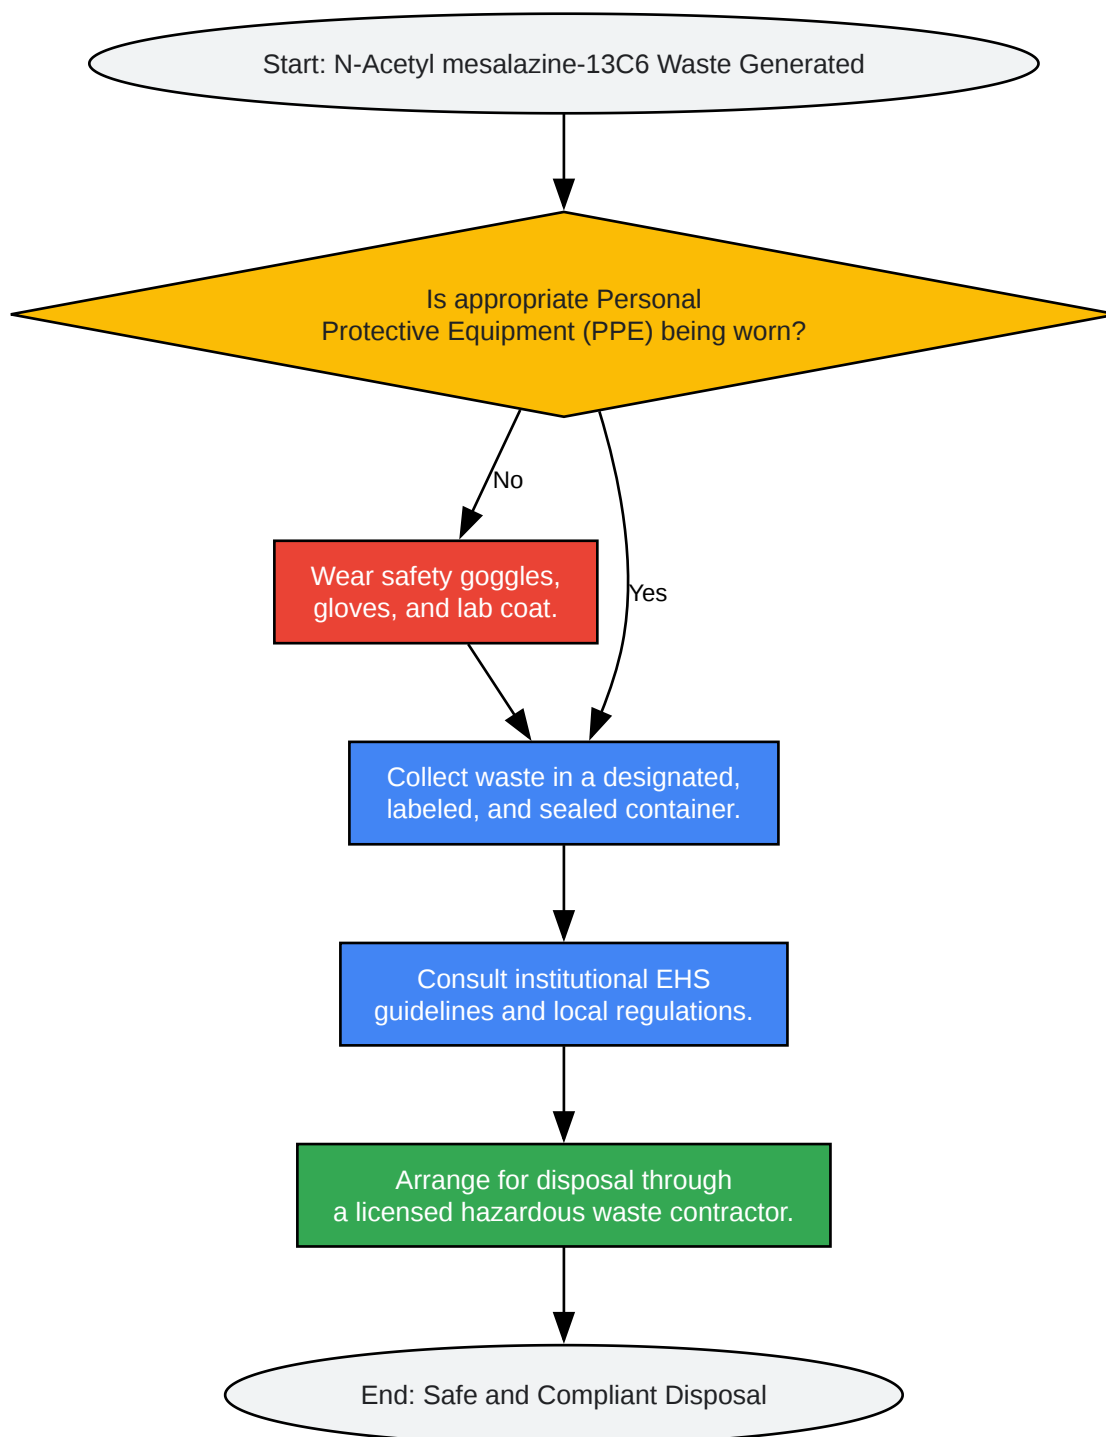 Start: N-Acetyl mesalazine-13C6 Waste Generated
Is appropriate Personal
Protective Equipment (PPE) being worn?
No
Wear safety goggles,
gloves, and lab coat.
Yes
Collect waste in a designated,
labeled, and sealed container.
Consult institutional EHS
guidelines and local regulations.
Arrange for disposal through
a licensed hazardous waste contractor.
End: Safe and Compliant Disposal